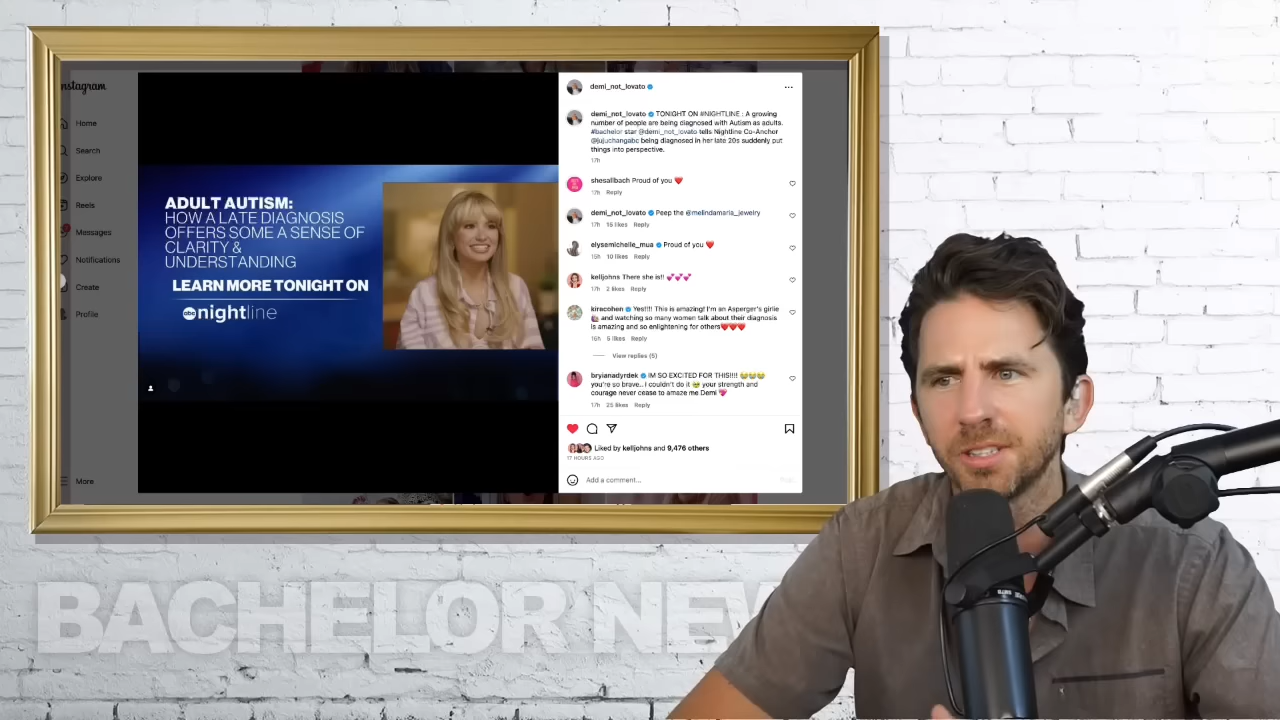 Instagram
Home
Search
Explore
Reels
Messages
Notifications
Create
Profile
More
ADULT AUTISM:
HOW A LATE DIAGNOSIS
OFFERS SOME A SENSE OF
CLARITY &
UNDERSTANDING
LEARN MORE TONIGHT ON
abc nightline
demi_not_lovato
demi_not_lovato TONIGHT ON #NIGHTLINE : A growing
number of people are being diagnosed with Autism as adults.
#bachelor star @demi_not_lovato tells Nightline Co-Anchor
@jujuchangabc being diagnosed in her late 20s suddenly put
things into perspective.
17h
shesallbach Proud of you ❤️
17h Reply
demi_not_lovato Peep the @melindamaria_jewelry
17h 15 likes Reply
elysemichelle_mua Proud of you ❤️
15h 10 likes Reply
kelljohns There she is!! 💞💞💞
17h 2 likes Reply
kiracohen Yes!!!! This is amazing! I'm an Asperger's girlie
and watching so many women talk about their diagnosis
is amazing and so enlightening for others❤️❤️❤️
16h 5 likes Reply
View replies (5)
bryianadyrdek IM SO EXCITED FOR THIS!!!! 😭😭😭
you're so brave.. I couldn't do it 🥹 your strength and
courage never cease to amaze me Demi 💖
17h 25 likes Reply
Liked by kelljohns and 9,476 others
17 HOURS AGO
Add a comment...
Post
BACHELOR NEW